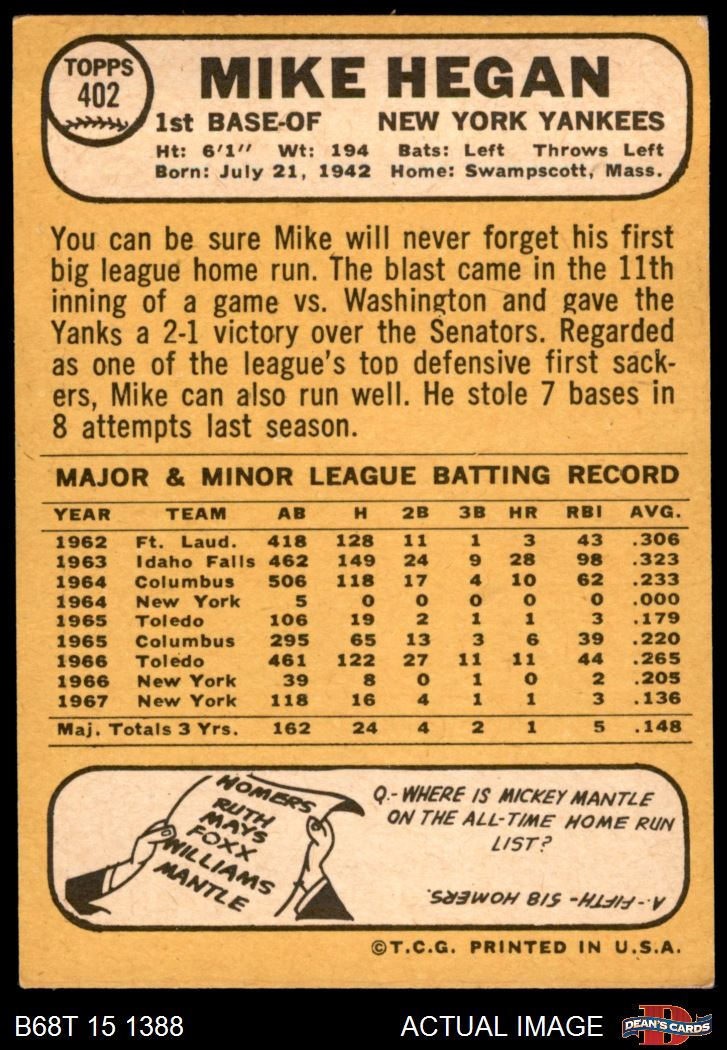 TOPPS
402
MIKE HEGAN
1st BASE-OF NEW YORK YANKEES
Ht: 6'1" Wt: 194 Bats: Left Throws Left
Born: July 21, 1942 Home: Swampscott, Mass.
You can be sure Mike will never forget his first
big league home run. The blast came in the 11th
inning of a game vs. Washington and gave the
Yanks a 2-1 victory over the Senators. Regarded
as one of the league's top defensive first sack-
ers, Mike can also run well. He stole 7 bases in
8 attempts last season.
MAJOR & MINOR LEAGUE BATTING RECORD
YEAR TEAM AB H 2B 3B HR RBI AVG.
1962 Ft. Laud. 418 128 11 1 3 43 .306
1963 Idaho Falls 462 149 24 9 28 98 .323
1964 Columbus 506 118 17 4 10 62 .233
1964 New York 5 0 0 0 0 0 .000
1965 Toledo 106 19 2 1 1 3 .179
1965 Columbus 295 65 13 3 6 39 .220
1966 Toledo 461 122 27 11 11 44 .265
1966 New York 39 8 0 1 0 2 .205
1967 New York 118 16 4 1 1 3 .136
Maj. Totals 3 Yrs. 162 24 4 2 1 5 .148
HOMERS
RUTH
MAYS
FOXX
WILLIAMS
MANTLE
Q.- WHERE IS MICKEY MANTLE
ON THE ALL-TIME HOME RUN
LIST?
A.- FIFTH - 518 HOMERS.
©T.C.G. PRINTED IN U.S.A.
B68T 15 1388 ACTUAL IMAGE
D
DEAN'S CARDS